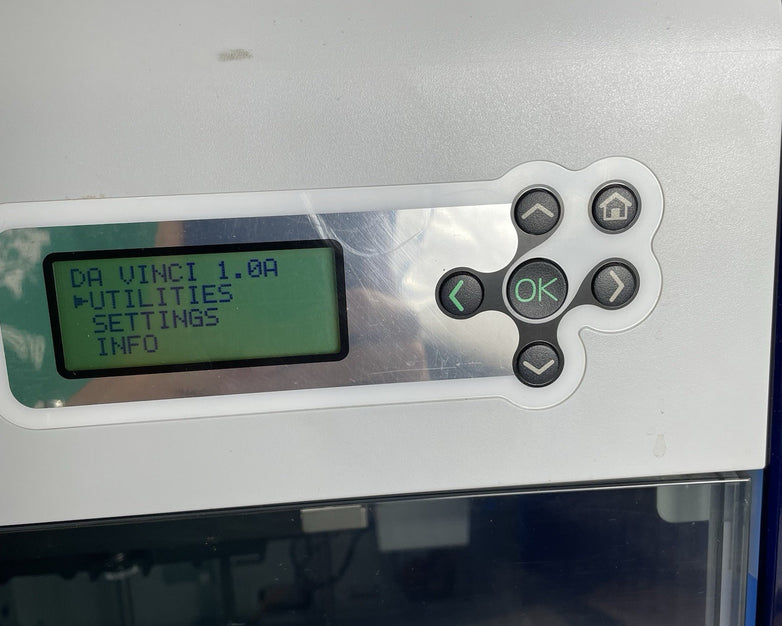 DA VINCI 1.0A
UTILITIES
SETTINGS
INFO
OK